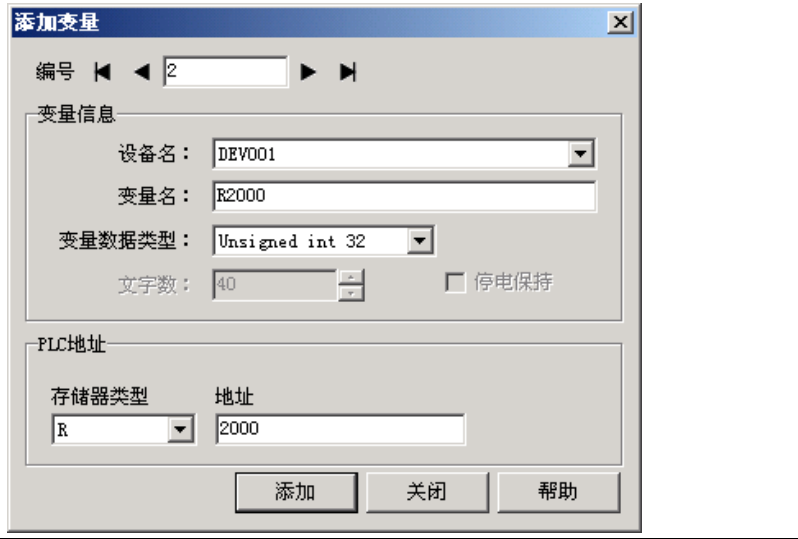 添加变量
编号 2
变量信息
设备名： DEV001
变量名： R2000
变量数据类型： Unsigned int 32
文字数： 40 停电保持
PLC地址
存储器类型 地址
R 2000
添加 关闭 帮助